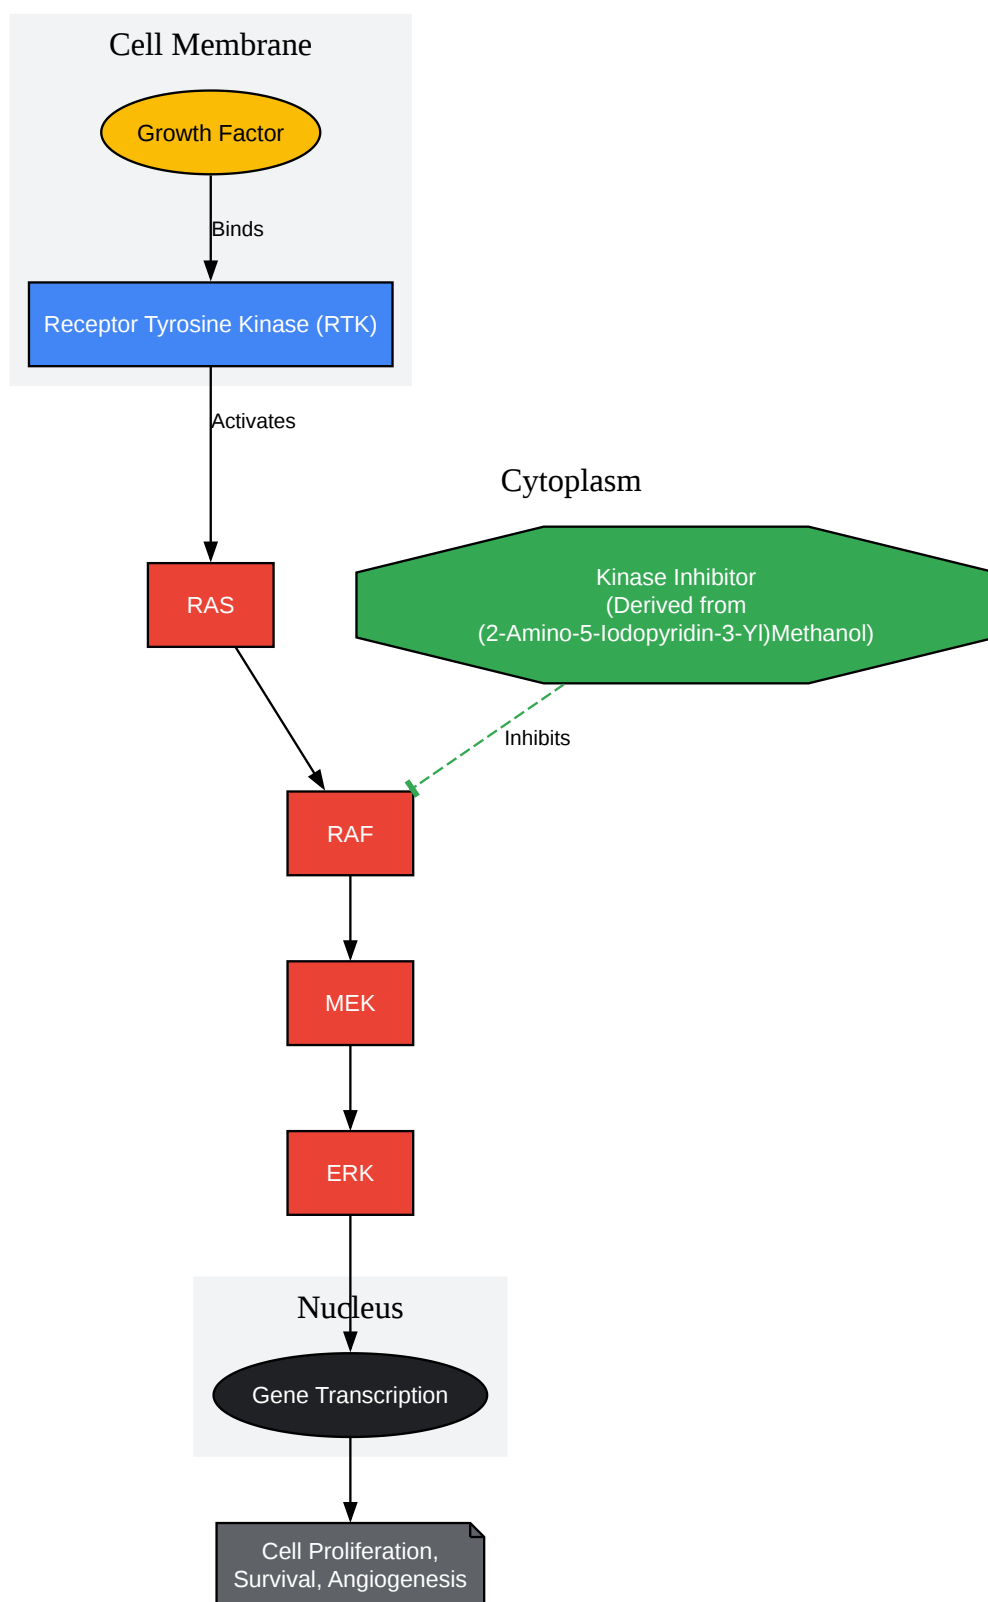 Cell Membrane
Growth Factor
Binds
Receptor Tyrosine Kinase (RTK)
Activates
Cytoplasm
Kinase Inhibitor
(Derived from
(2-Amino-5-Iodopyridin-3-Yl)Methanol)
RAS
Inhibits
RAF
MEK
ERK
Nucleus
Gene Transcription
Cell Proliferation,
Survival, Angiogenesis